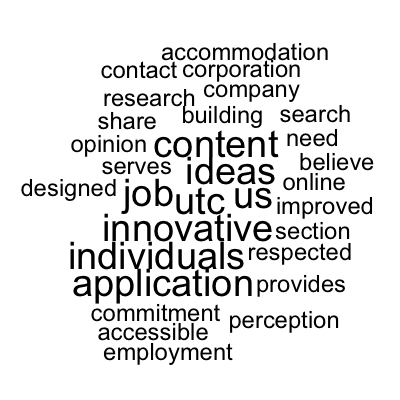 accommodation
contact corporation
research company
share building search
opinion content need
serves ideas believe
designed job utc us online
improved
innovative section
individuals respected
application provides
commitment perception
accessible
employment